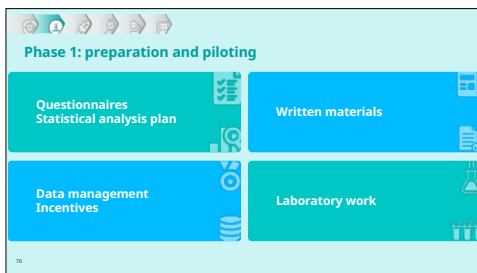 Phase 1: preparation and piloting
Questionnaires
Statistical analysis plan
Written materials
Data management
Incentives
Laboratory work
70